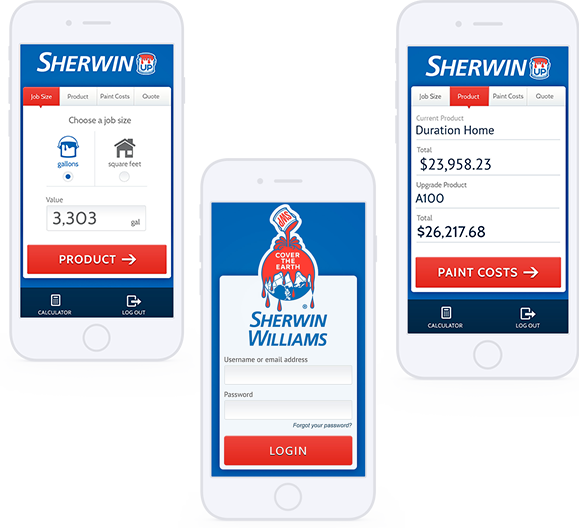 SHERWIN UP
Job Size Product Paint Costs Quote
Choose a job size
gallons square feet
Value
3,303 gal
PRODUCT →
CALCULATOR LOG OUT
SWP
COVER
THE
EARTH
®
SHERWIN
WILLIAMS
Username or email address
Password
Forgot your password?
LOGIN
SHERWIN UP
Job Size Product Paint Costs Quote
Current Product
Duration Home
Total
$23,958.23
Upgrade Product
A100
Total
$26,217.68
PAINT COSTS →
CALCULATOR LOG OUT